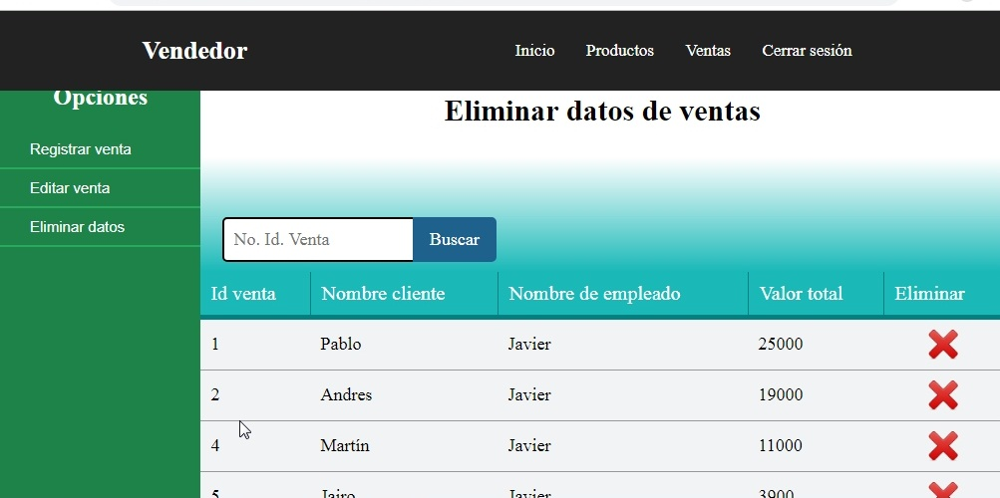 Vendedor
Inicio Productos Ventas Cerrar sesión
Opciones
Registrar venta
Editar venta
Eliminar datos
Eliminar datos de ventas
No. Id. Venta Buscar
Id venta Nombre cliente Nombre de empleado Valor total Eliminar
1 Pablo Javier 25000
2 Andres Javier 19000
4 Martín Javier 11000
5 Jairo Javier 3900